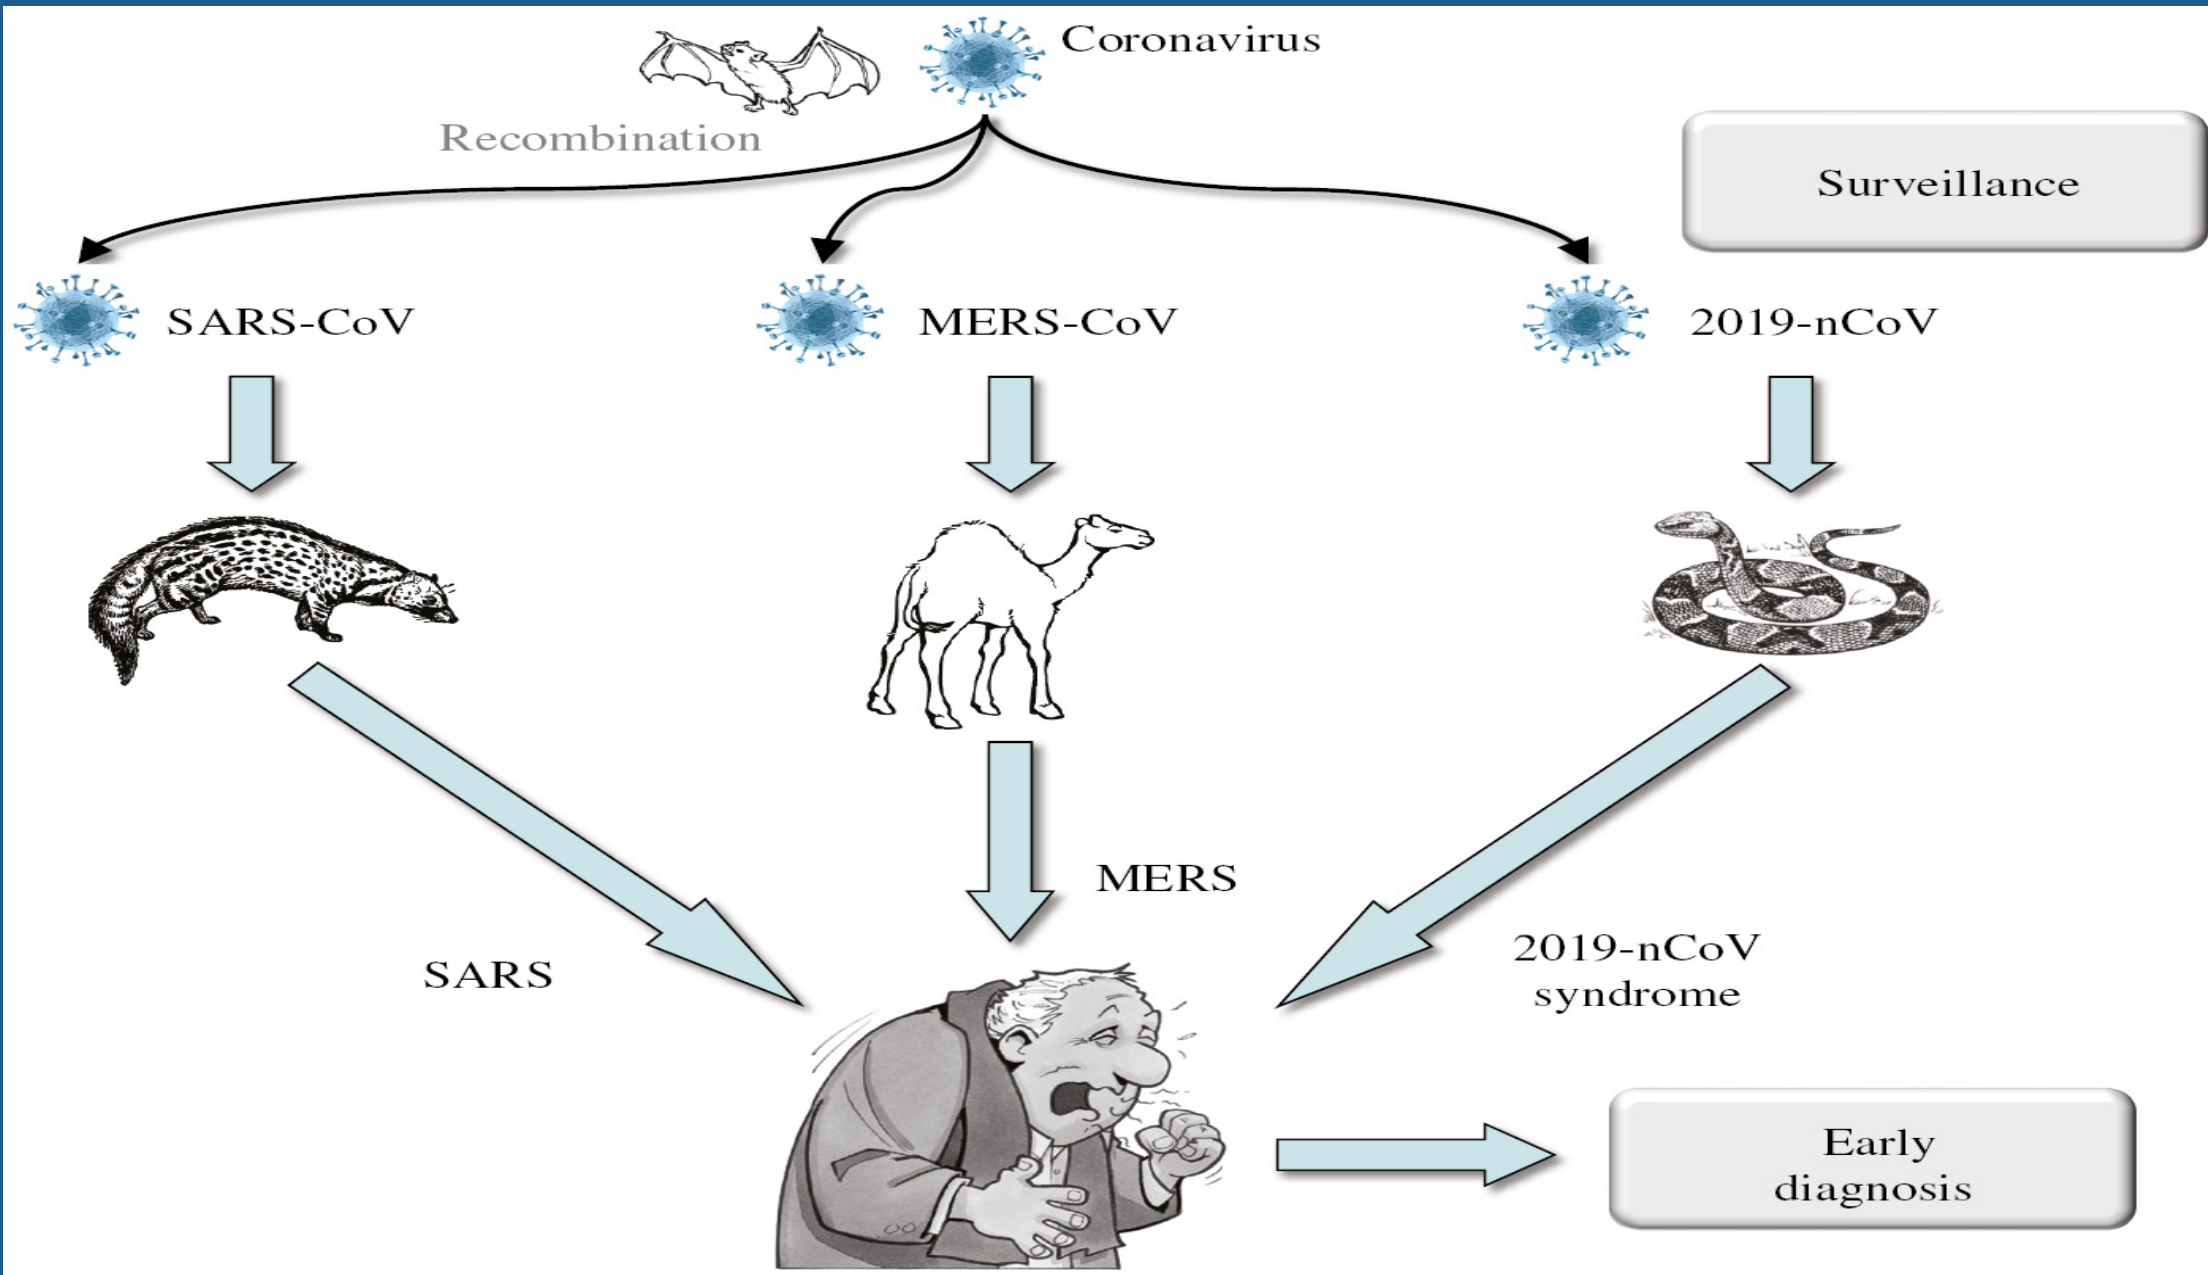 Coronavirus
Recombination
Surveillance
SARS-CoV
MERS-CoV
2019-nCoV
MERS
SARS
2019-nCoV
syndrome
Early
diagnosis